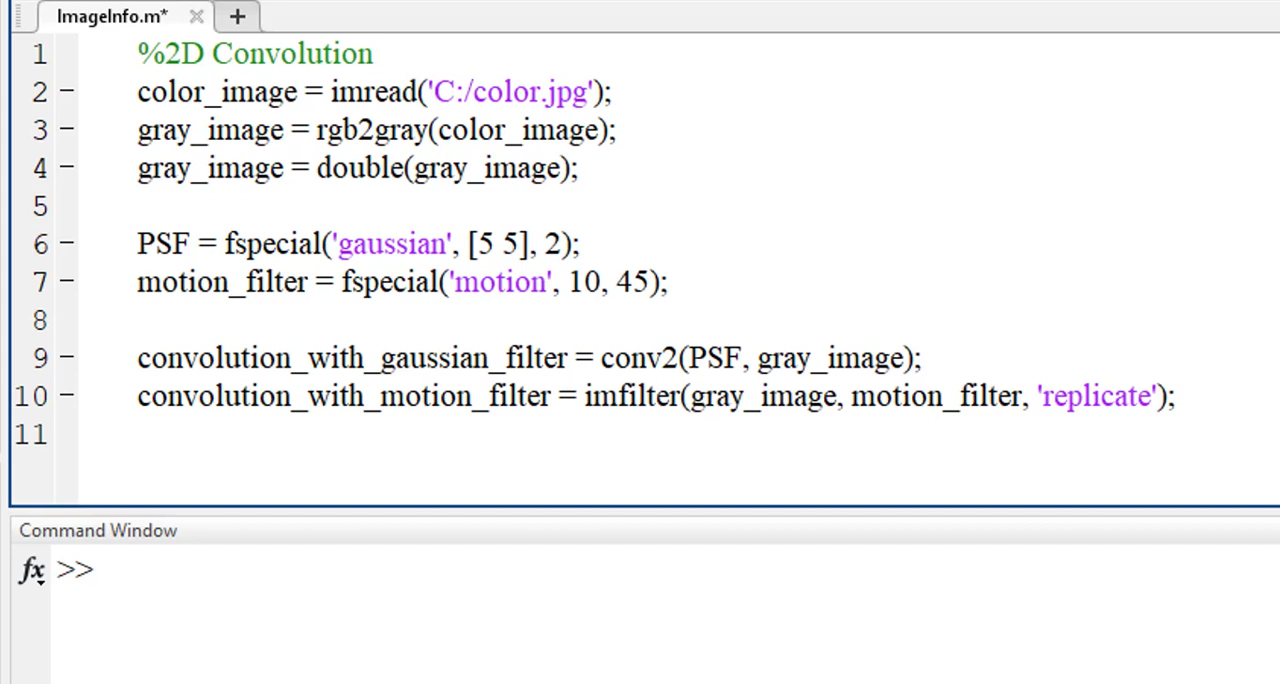 ImageInfo.m*
1 %2D Convolution
2 – color_image = imread('C:/color.jpg');
3 – gray_image = rgb2gray(color_image);
4 – gray_image = double(gray_image);
5
6 – PSF = fspecial('gaussian', [5 5], 2);
7 – motion_filter = fspecial('motion', 10, 45);
8
9 – convolution_with_gaussian_filter = conv2(PSF, gray_image);
10 – convolution_with_motion_filter = imfilter(gray_image, motion_filter, 'replicate');
11
Command Window
fx >>